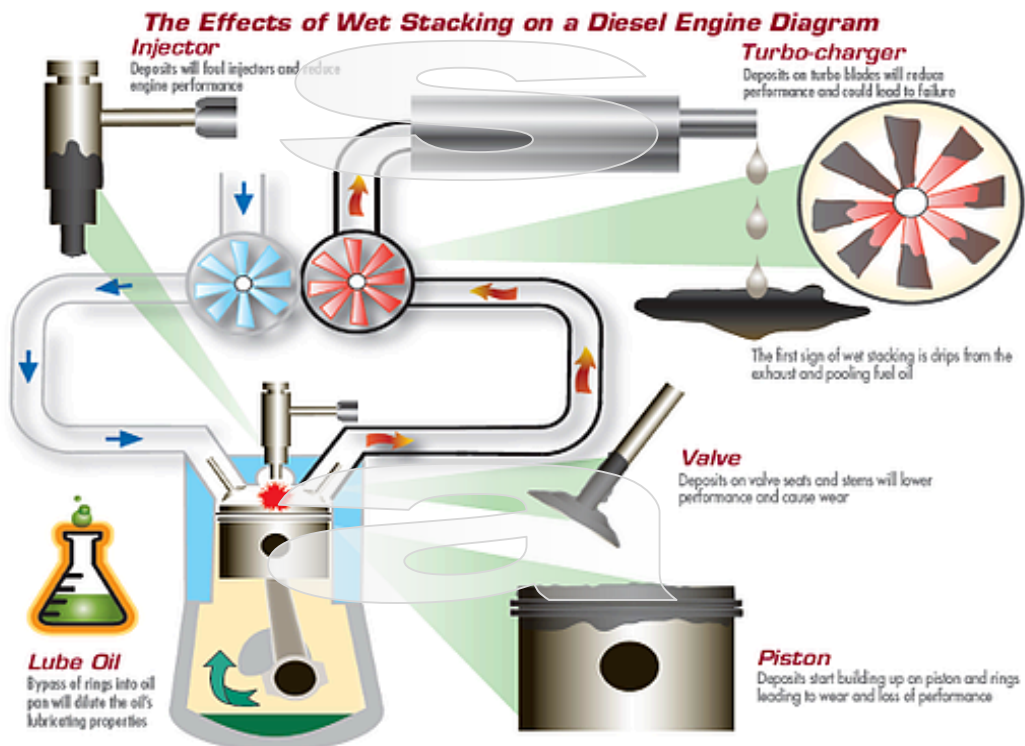 The Effects of Wet Stacking on a Diesel Engine Diagram
Injector
Deposits will foul injectors and reduce
engine performance
Turbo-charger
Deposits on turbo blades will reduce
performance and could lead to failure
The first sign of wet stacking is drips from the
exhaust and pooling fuel oil
Valve
Deposits on valve seats and stems will lower
performance and cause wear
Lube Oil
Bypass of rings into oil
pan will dilute the oil's
lubricating properties
Piston
Deposits start building up on piston and rings
leading to wear and loss of performance
s
a